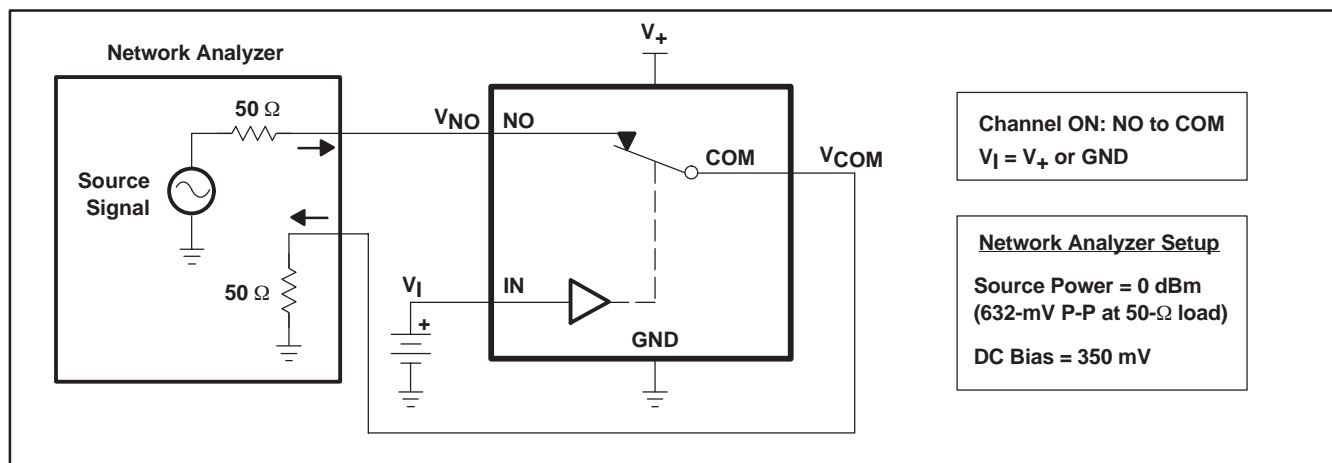 Network Analyzer
50 Ω
Source
Signal
50 Ω
V+
VNO
NO
COM
VCOM
VI
IN
+
GND
Channel ON: NO to COM
VI = V+ or GND
Network Analyzer Setup
Source Power = 0 dBm
(632-mV P-P at 50-Ω load)
DC Bias = 350 mV